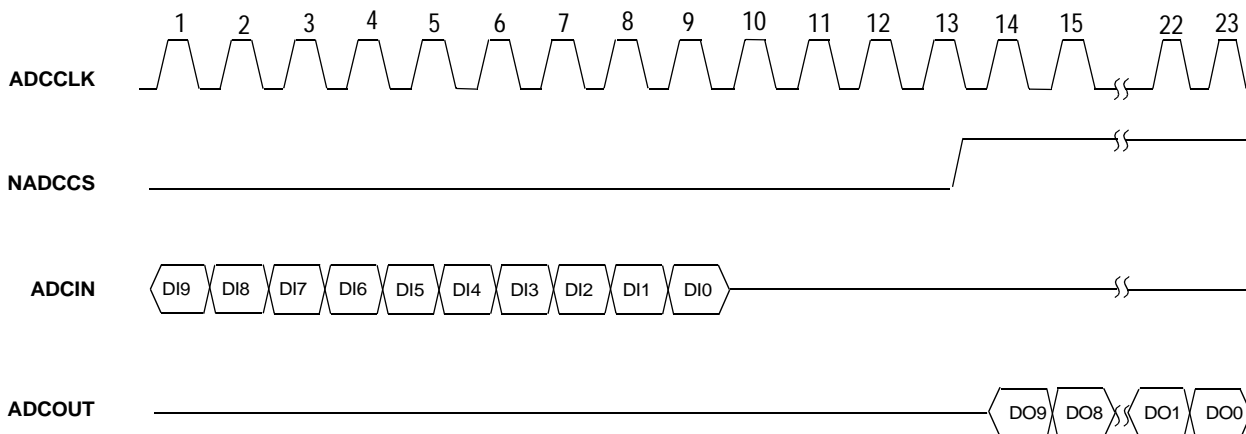 1 2 3 4 5 6 7 8 9 10 11 12 13 14 15 22 23
ADCCLK
NADCCS
ADCIN DI9 DI8 DI7 DI6 DI5 DI4 DI3 DI2 DI1 DI0
ADCOUT DO9 DO8 DO1 DO0